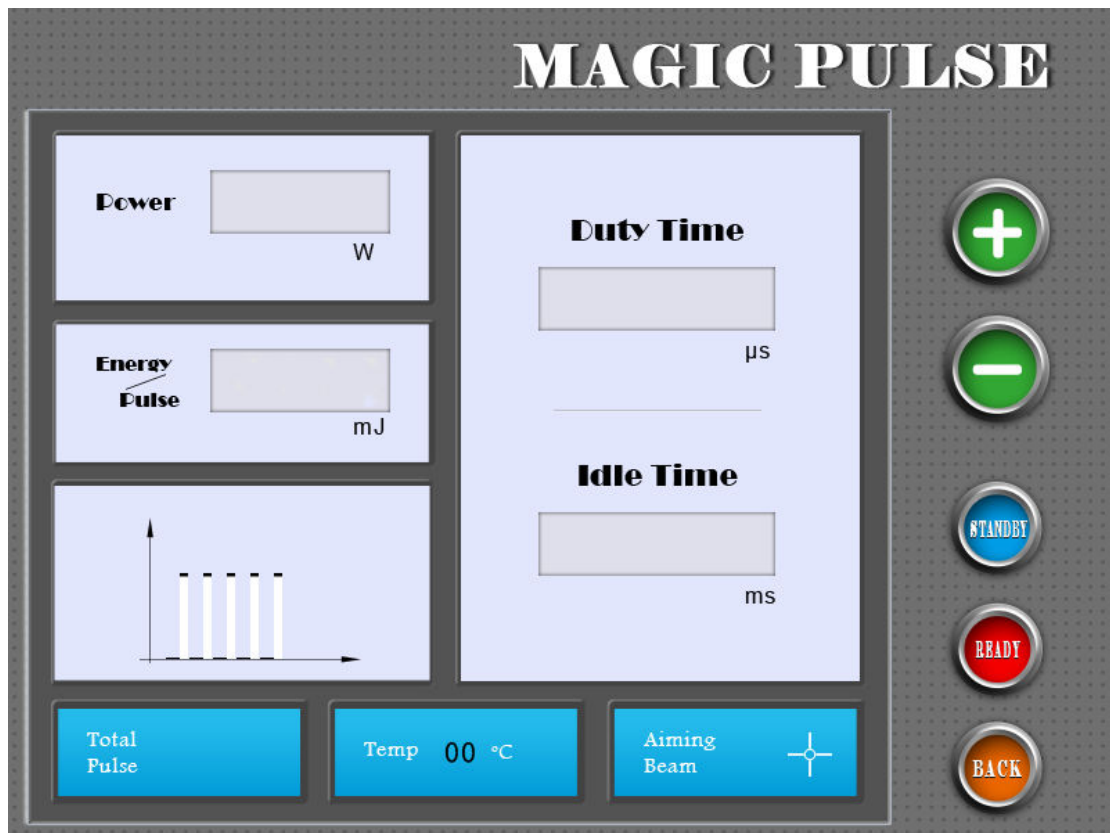 MAGIC PULSE
Power
W
Energy
Pulse
mJ
Duty Time
µs
Idle Time
ms
STANDBY
READY
BACK
Total
Pulse
Temp 00 °C
Aiming
Beam